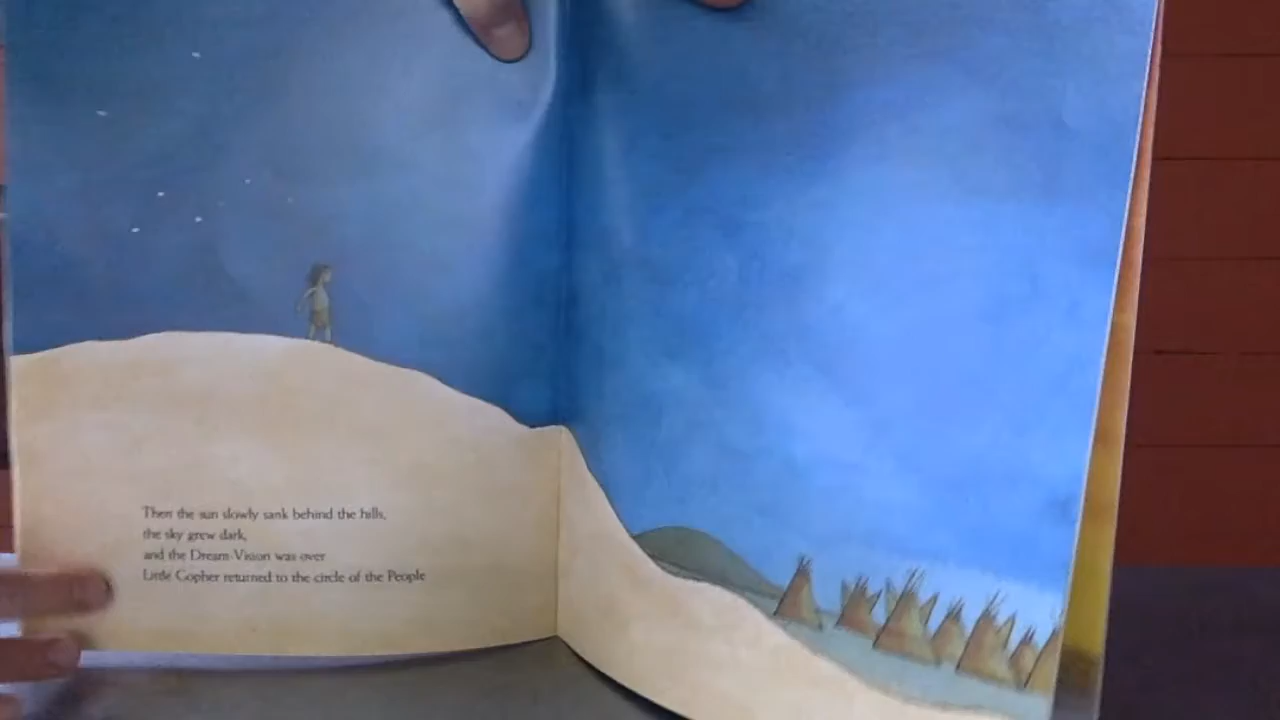 Then the sun slowly sank behind the hills,
the sky grew dark,
and the Dream-Vision was over
Little Gopher returned to the circle of the People